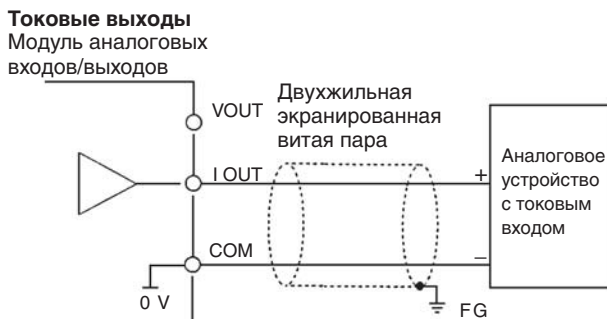 Токовые выходы
Модуль аналоговых
входов/выходов
VOUT
Двухжильная
экранированная
витая пара
I OUT
+
Аналоговое
устройство
с токовым
входом
COM
–
0 V
FG